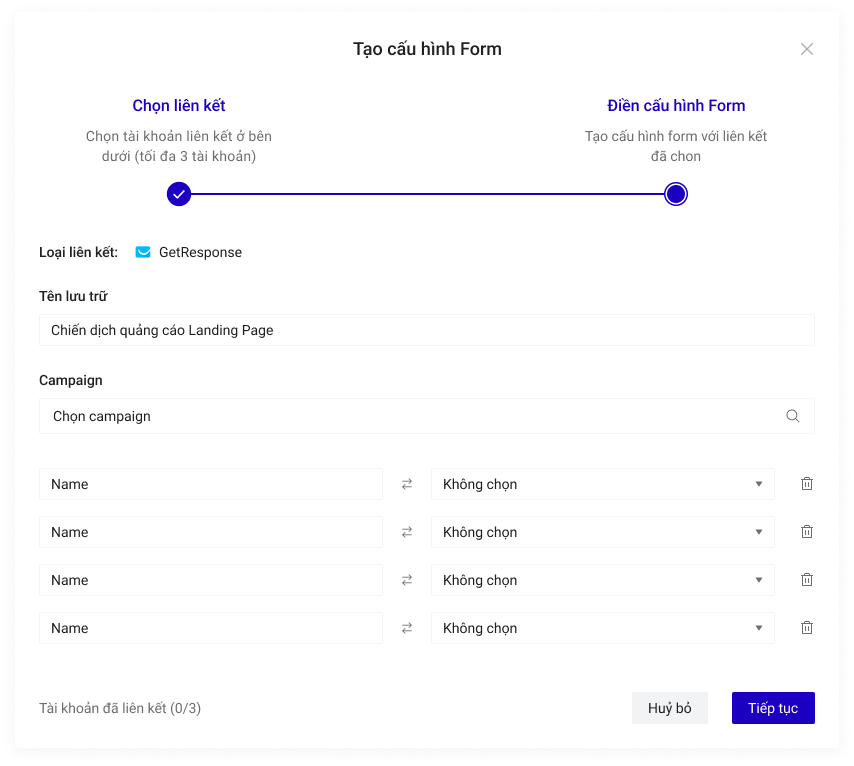 Tạo cấu hình Form
Chọn liên kết
Chọn tài khoản liên kết ở bên
dưới (tối đa 3 tài khoản)
Điền cấu hình Form
Tạo cấu hình form với liên kết
đã chon
Loại liên kết: GetResponse
Tên lưu trữ
Chiến dịch quảng cáo Landing Page
Campaign
Chọn campaign
Name Không chọn
Name Không chọn
Name Không chọn
Name Không chọn
Tài khoản đã liên kết (0/3) Huỷ bỏ Tiếp tục